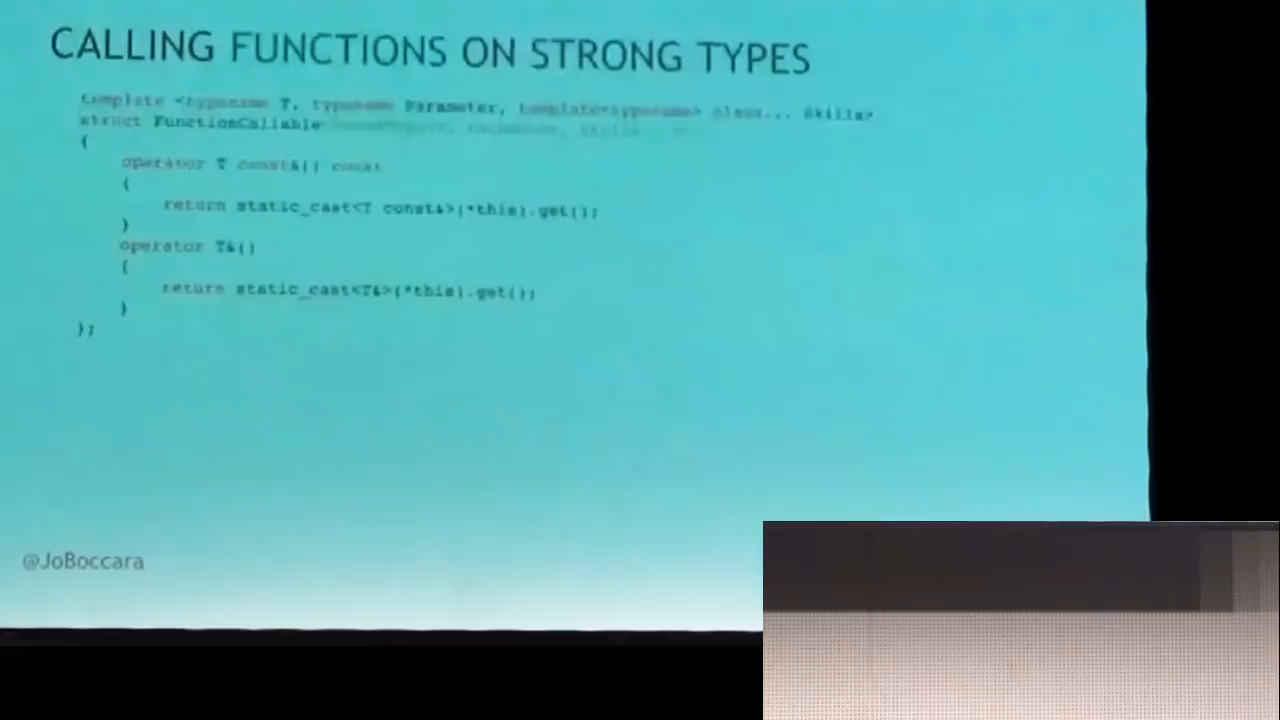 CALLING FUNCTIONS ON STRONG TYPES
template <typename T, typename Parameter, template<typename> class... Skills>
struct FunctionCallable
{
operator T const&() const
{
return static_cast<T const&>(*this).get();
}
operator T&()
{
return static_cast<T&>(*this).get();
}
};
@JoBoccara